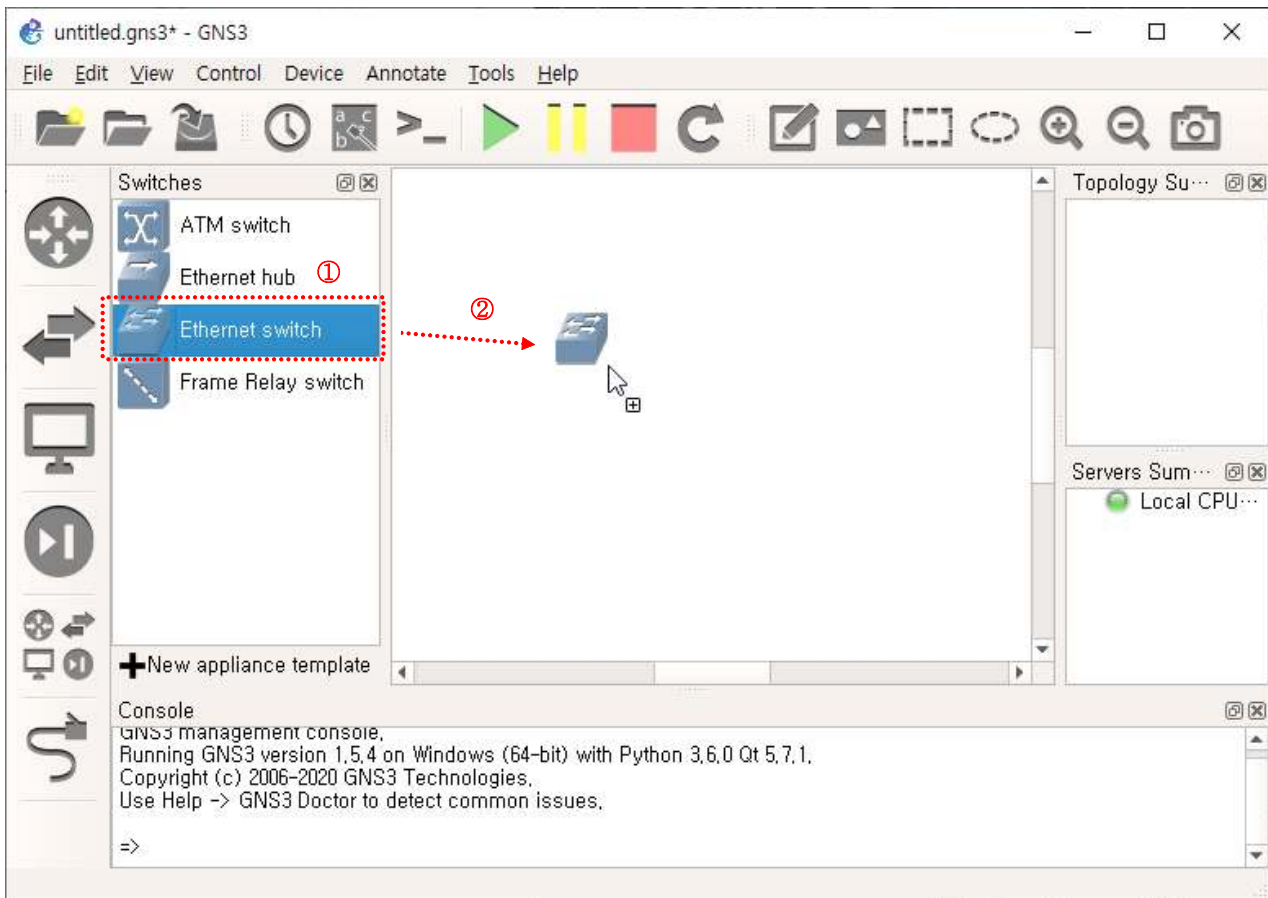 untitled.gns3* - GNS3
File Edit View Control Device Annotate Tools Help
a c
b
Switches
Topology Su···
ATM switch
Ethernet hub ①
Ethernet switch
②
Frame Relay switch
Servers Sum···
Local CPU···
New appliance template
Console
GNS3 management console.
Running GNS3 version 1.5.4 on Windows (64-bit) with Python 3.6.0 Qt 5.7.1.
Copyright (c) 2006-2020 GNS3 Technologies.
Use Help -> GNS3 Doctor to detect common issues.
=>